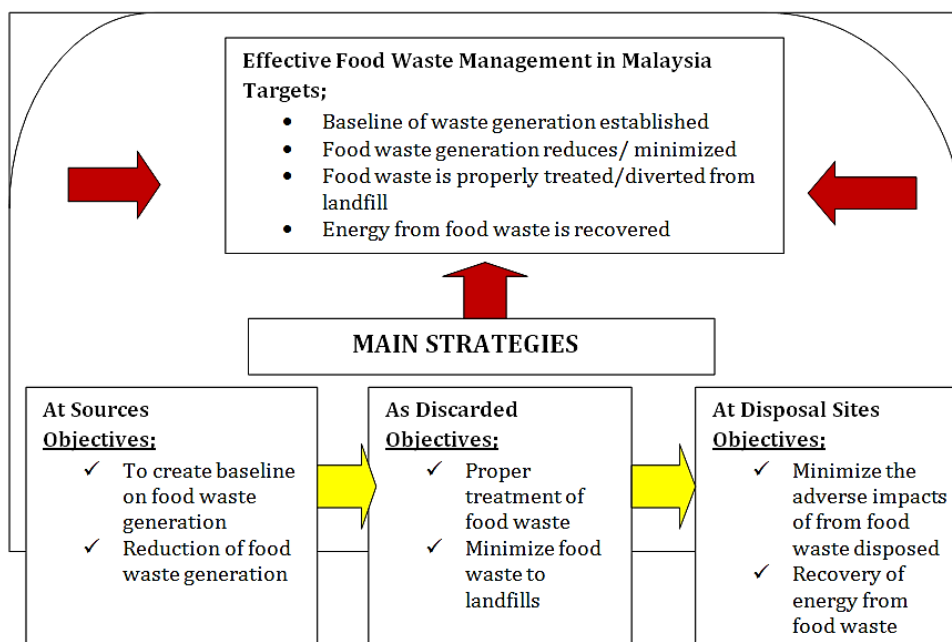 Effective Food Waste Management in Malaysia
Targets;
• Baseline of waste generation established
• Food waste generation reduces/ minimized
• Food waste is properly treated/diverted from
landfill
• Energy from food waste is recovered
MAIN STRATEGIES
At Sources
Objectives;
✓ To create baseline
on food waste
generation
✓ Reduction of food
waste generation
As Discarded
Objectives;
✓ Proper
treatment of
food waste
✓ Minimize food
waste to
landfills
At Disposal Sites
Objectives;
✓ Minimize the
adverse impacts
of from food
waste disposed
✓ Recovery of
energy from
food waste